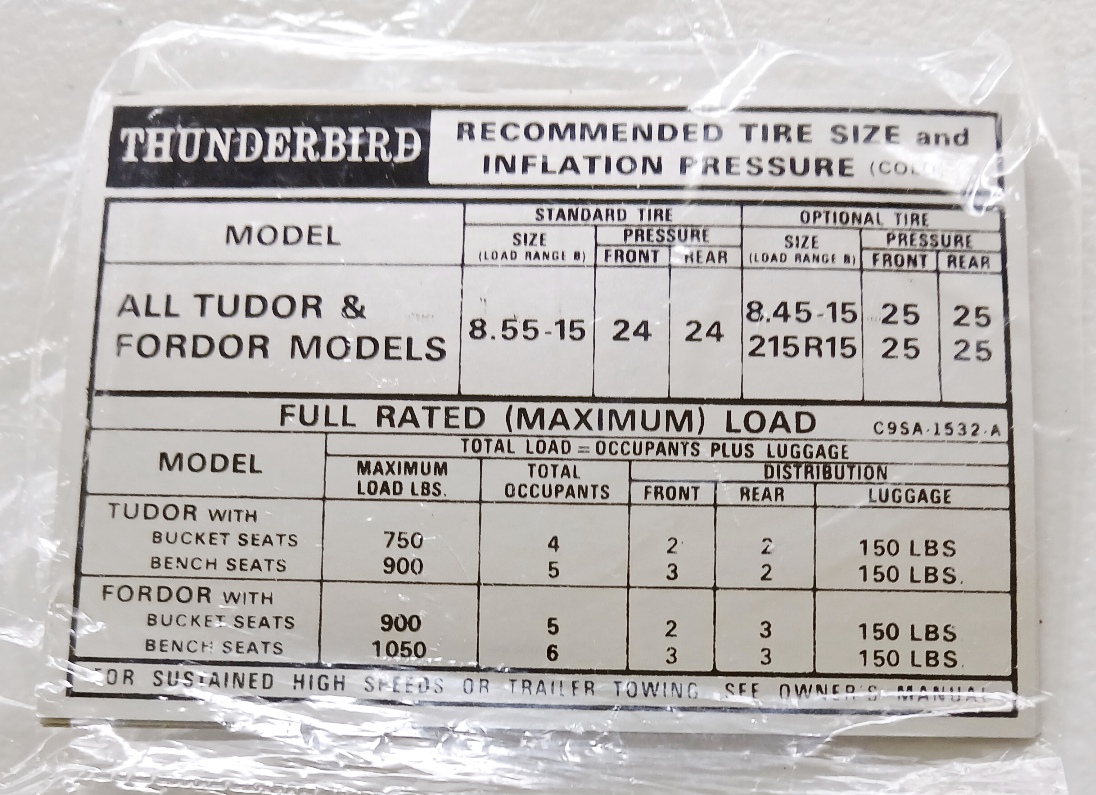 THUNDERBIRD
RECOMMENDED TIRE SIZE and
INFLATION PRESSURE
MODEL
STANDARD TIRE
OPTIONAL TIRE
SIZE
(LOAD RANGE B)
PRESSURE
FRONT REAR
SIZE
(LOAD RANGE B)
PRESSURE
FRONT REAR
ALL TUDOR &
FORDOR MODELS
8.55-15 24 24
8.45-15 25 25
215R15 25 25
FULL RATED (MAXIMUM) LOAD C9SA-1532-A
MODEL
TOTAL LOAD = OCCUPANTS PLUS LUGGAGE
MAXIMUM
LOAD LBS.
TOTAL
OCCUPANTS
DISTRIBUTION
FRONT REAR LUGGAGE
TUDOR WITH
BUCKET SEATS 750 4 2 2 150 LBS
BENCH SEATS 900 5 3 2 150 LBS.
FORDOR WITH
BUCKET SEATS 900 5 2 3 150 LBS
BENCH SEATS 1050 6 3 3 150 LBS.
FOR SUSTAINED HIGH SPEEDS OR TRAILER TOWING SEE OWNER'S MANUAL